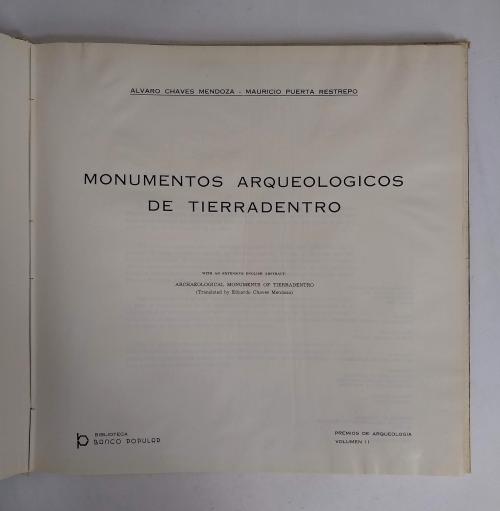 ALVARO CHAVES MENDOZA - MAURICIO PUERTA RESTREPO
MONUMENTOS ARQUEOLOGICOS
DE TIERRADENTRO
WITH AN EXTENSIVE ENGLISH ABSTRACT:
ARCHAEOLOGICAL MONUMENTS OF TIERRADENTRO
(Translated by Eduardo Chaves Mendoza)
BIBLIOTECA
BANCO POPULAR
PREMIOS DE ARQUEOLOGIA
VOLUMEN II